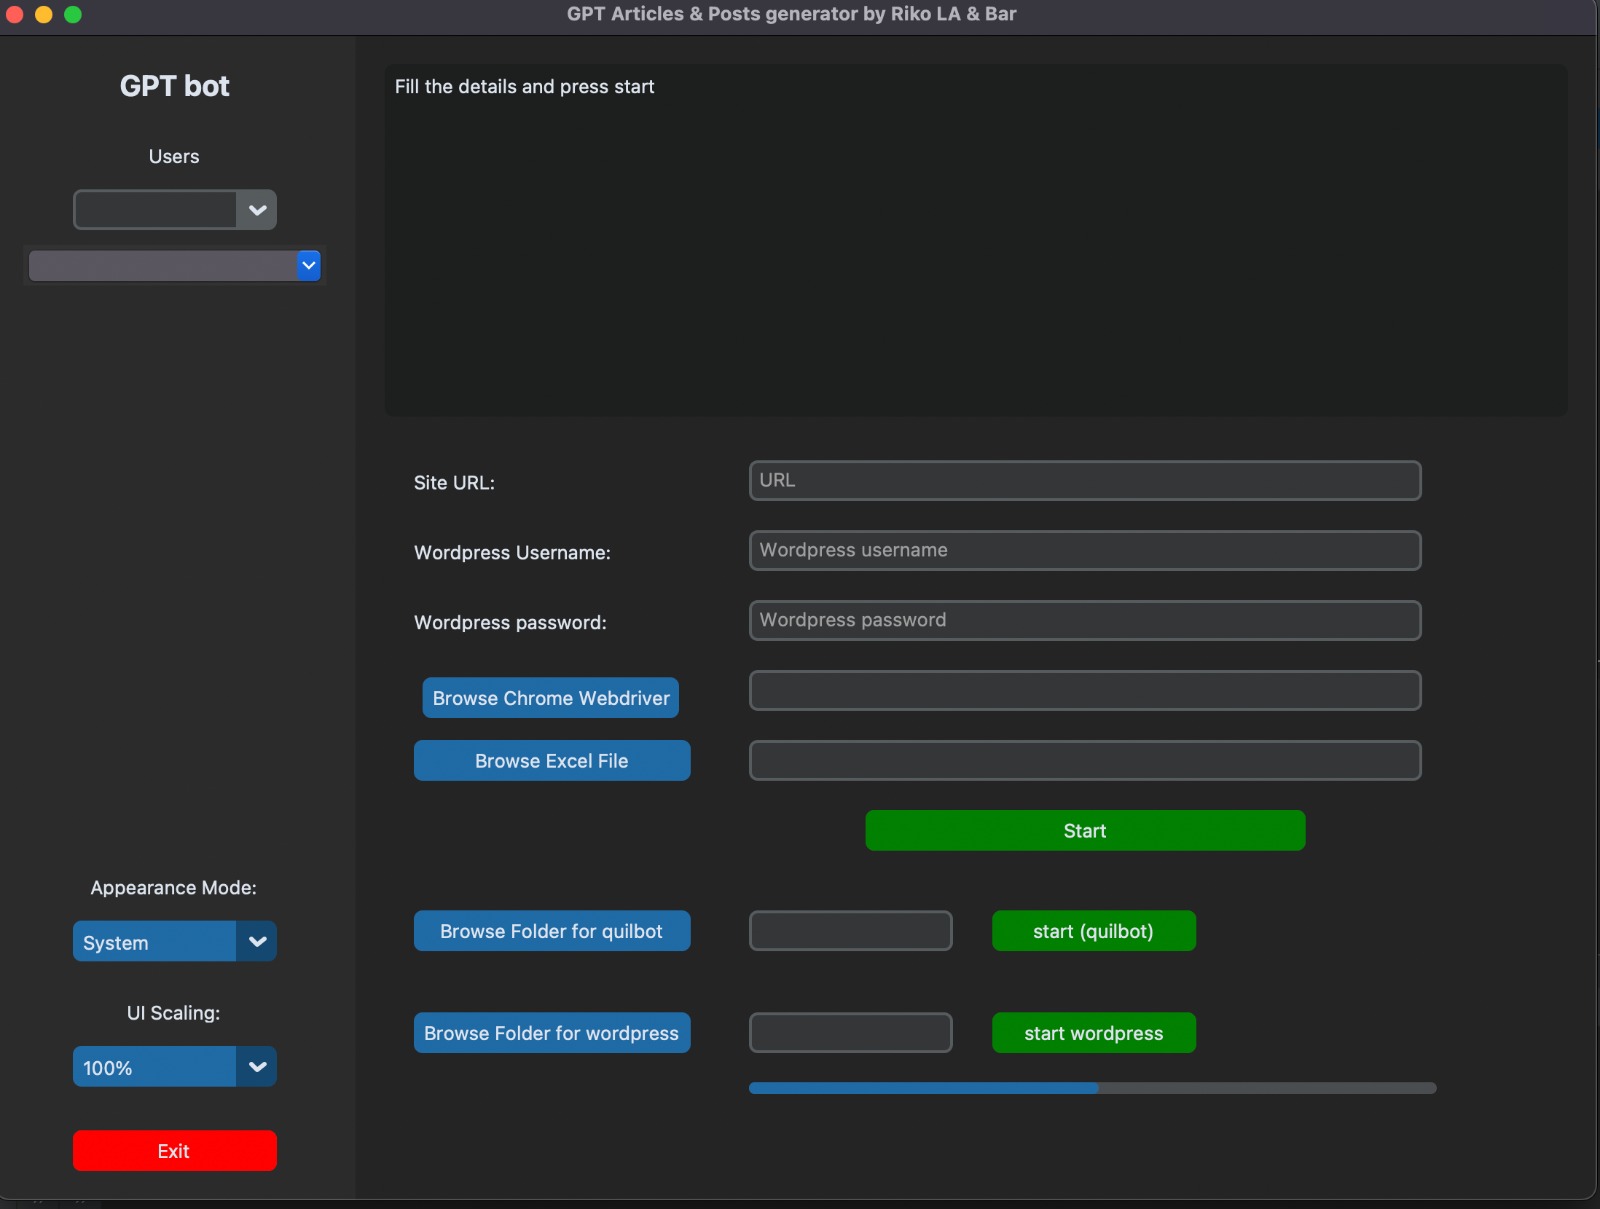 GPT Articles & Posts generator by Riko LA & Bar
GPT bot
Users
Fill the details and press start
Site URL:
URL
Wordpress Username:
Wordpress username
Wordpress password:
Wordpress password
Browse Chrome Webdriver
Browse Excel File
Start
Appearance Mode:
System
UI Scaling:
100%
Exit
Browse Folder for quilbot
start (quilbot)
Browse Folder for wordpress
start wordpress